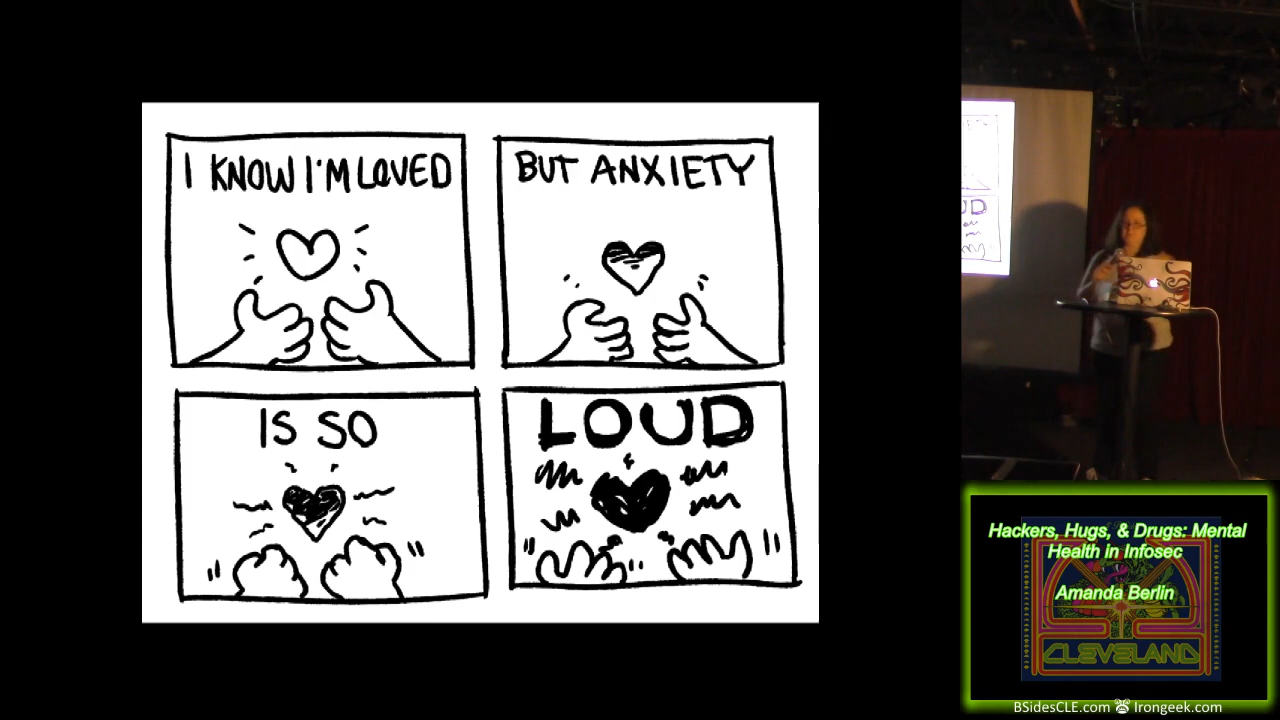 I KNOW I'M LOVED
BUT ANXIETY
IS SO
LOUD
UD
Hackers, Hugs, & Drugs: Mental
Health in Infosec
Amanda Berlin
CLEVELAND
BSidesCLE.com Irongeek.com